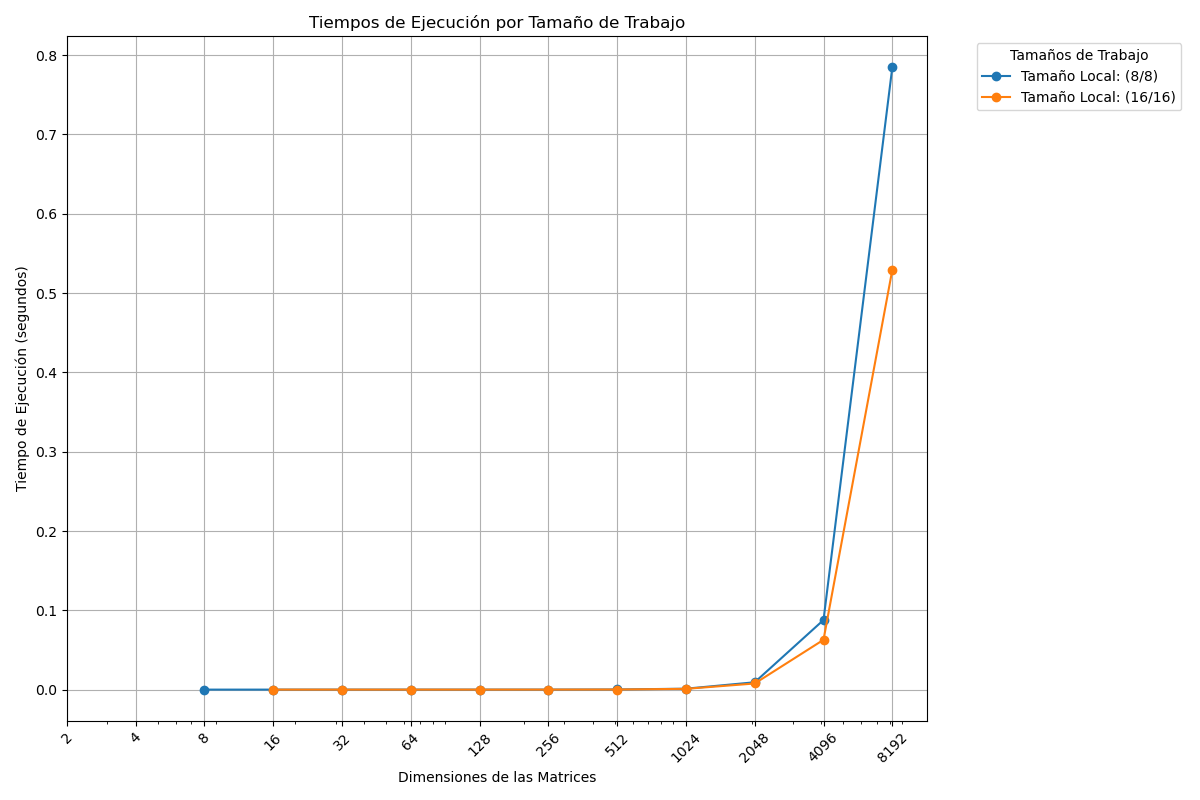 Tiempos de Ejecución por Tamaño de Trabajo
Tamaños de Trabajo
Tamaño Local: (8/8)
Tamaño Local: (16/16)
Tiempo de Ejecución (segundos)
0.8
0.7
0.6
0.5
0.4
0.3
0.2
0.1
0.0
2 4 8 16 32 64 128 256 512 1024 2048 4096 8192
Dimensiones de las Matrices